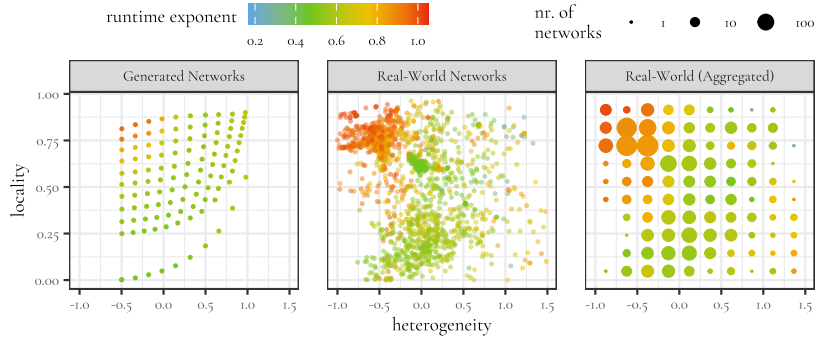 runtime exponent
0.2 0.4 0.6 0.8 1.0
nr. of
networks
1 10 100
Generated Networks Real-World Networks Real-World (Aggregated)
1.00
0.75
0.50
0.25
0.00
locality
-1.0 -0.5 0.0 0.5 1.0 1.5 -1.0 -0.5 0.0 0.5 1.0 1.5 -1.0 -0.5 0.0 0.5 1.0 1.5
heterogeneity